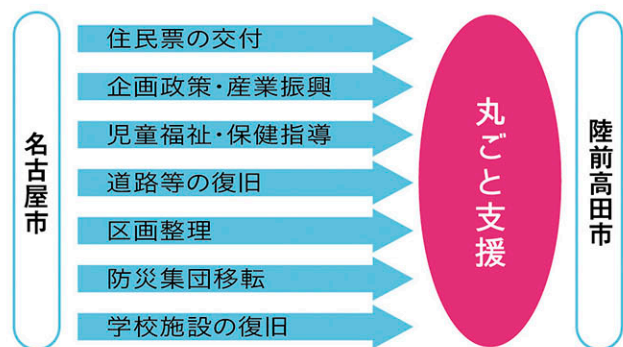 名古屋市
住民票の交付
企画政策・産業振興
児童福祉・保健指導
道路等の復旧
区画整理
防災集団移転
学校施設の復旧
丸ごと支援
陸前高田市